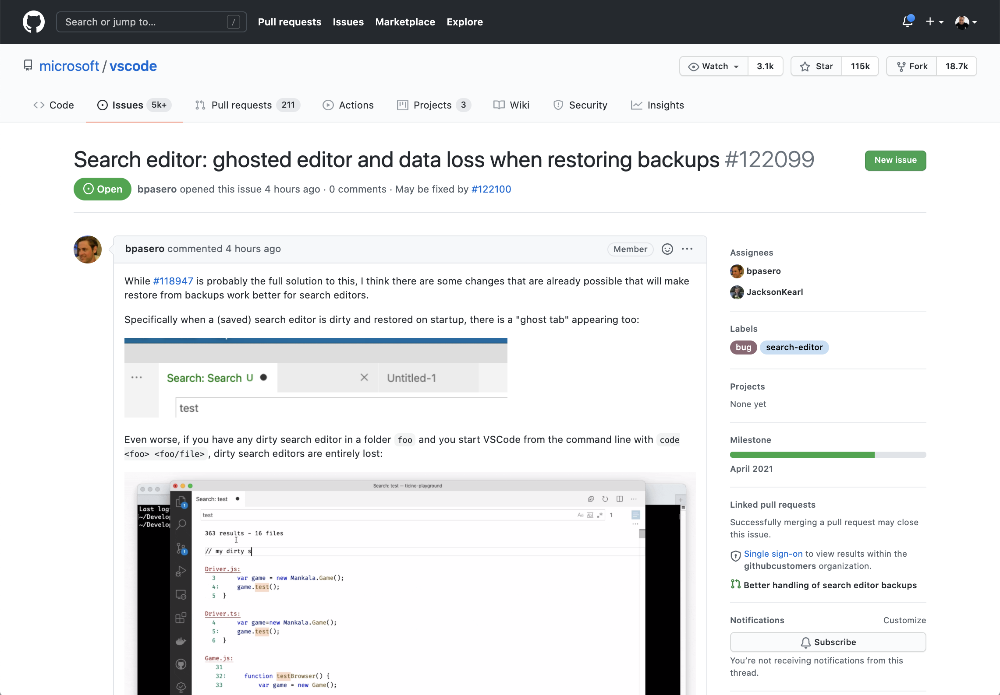 Search or jump to... /
Pull requests Issues Marketplace Explore
microsoft / vscode
Watch 3.1k Star 115k Fork 18.7k
Code Issues 5k+ Pull requests 211 Actions Projects 3 Wiki Security Insights
Search editor: ghosted editor and data loss when restoring backups #122099
New issue
Open bpasero opened this issue 4 hours ago · 0 comments · May be fixed by #122100
bpasero commented 4 hours ago
Member ...
While #118947 is probably the full solution to this, I think there are some changes that are already possible that will make
restore from backups work better for search editors.
Specifically when a (saved) search editor is dirty and restored on startup, there is a "ghost tab" appearing too:
... Search: Search U ● × Untitled-1
test
Even worse, if you have any dirty search editor in a folder foo and you start VSCode from the command line with code
<foo> <foo/file> , dirty search editors are entirely lost:
Search: test — ticino-playground
Search: test ●
Last log
~/Develop
~/Develop
1
1
test Aa Abl .* 1
363 results - 16 files
// my dirty s
Driver.js:
3 var game = new Mankala.Game();
4: game.test();
5 }
Driver.ts:
4 var game=new Mankala.Game();
5: game.test();
6 }
Game.js:
31
32: function testBrowser() {
33 var game = new Game();
Assignees
bpasero
JacksonKearl
Labels
bug search-editor
Projects
None yet
Milestone
April 2021
Linked pull requests
Successfully merging a pull request may close
this issue.
Single sign-on to view results within the
githubcustomers organization.
Better handling of search editor backups
Notifications Customize
Subscribe
You're not receiving notifications from this
thread.